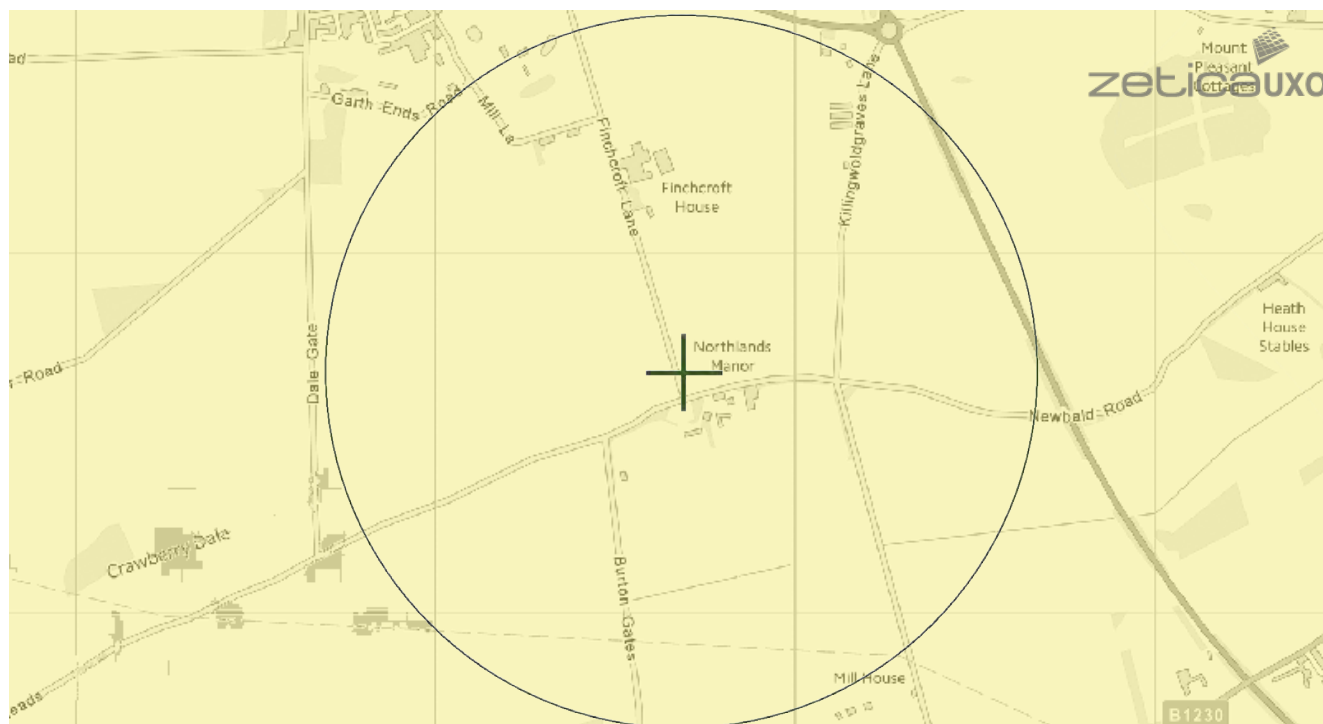 ad
Mount
Pleasant
Cottages
zeticauxo
Garth Ends Road
Mill La
Finchcroft Lane
Killingwoldgraves Lane
Finchcroft
House
Heath
House
Stables
Dale Gate
r Road
Northlands
Manor
Newbald Road
Crawberry Dale
Burton Gates
Mill House
eads
B1230